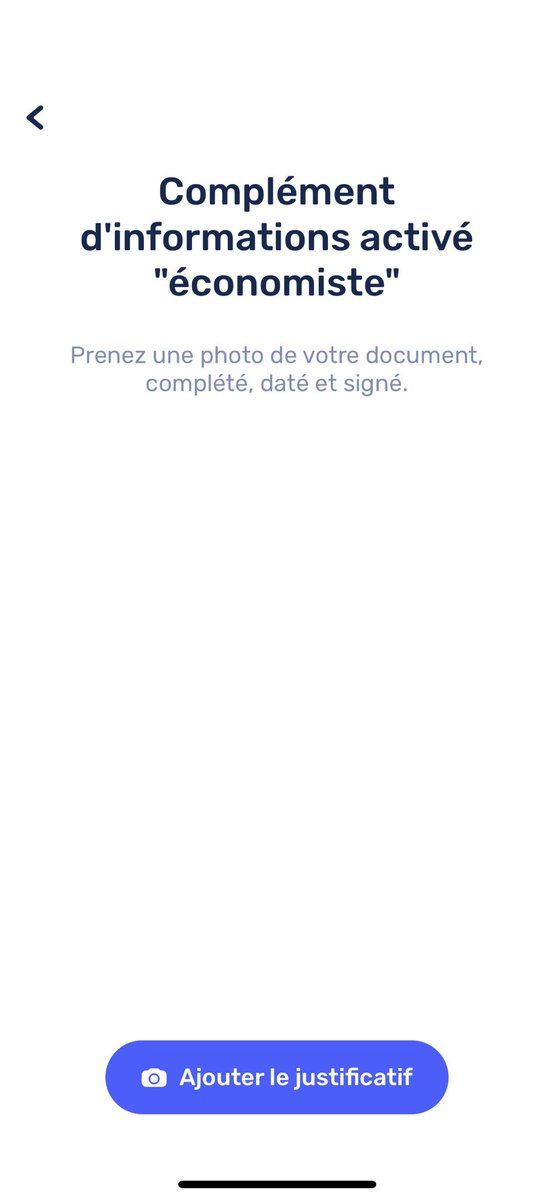 Complément
d'informations activé
"économiste"
Prenez une photo de votre document,
complété, daté et signé.
Ajouter le justificatif